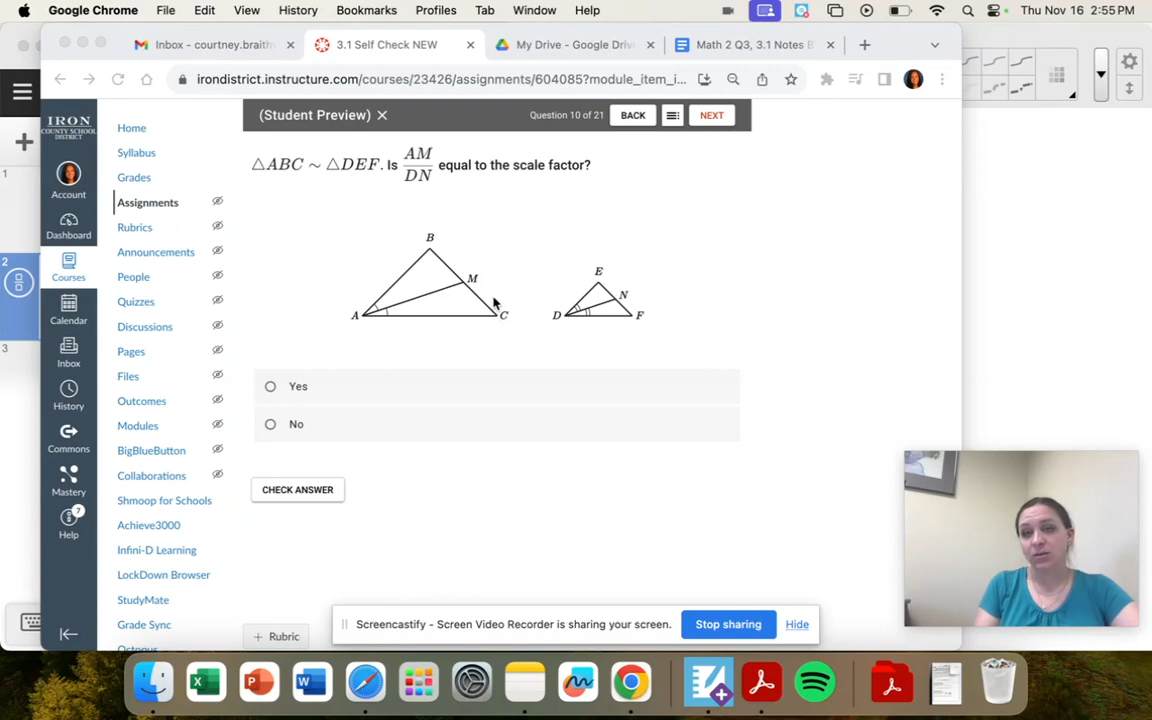 Google Chrome File Edit View History Bookmarks Profiles Tab Window Help Thu Nov 16 2:55 PM
Inbox - courtney.braith 3.1 Self Check NEW My Drive - Google Driv Math 2 Q3, 3.1 Notes B
irondistrict.instructure.com/courses/23426/assignments/604085?module_item_i...
IRON
COUNTY SCHOOL
DISTRICT
Account
Dashboard
Courses
Calendar
Inbox
History
Commons
Mastery
7
Help
Home
Syllabus
Grades
Assignments
Rubrics
Announcements
People
Quizzes
Discussions
Pages
Files
Outcomes
Modules
BigBlueButton
Collaborations
Shmoop for Schools
Achieve3000
Infini-D Learning
LockDown Browser
StudyMate
Grade Sync
1
2
3
(Student Preview) Question 10 of 21 BACK NEXT
△ABC ∼ △DEF. Is AM/DN equal to the scale factor?
B
M
A
C
E
N
D
F
Yes
No
CHECK ANSWER
+ Rubric
Screencastify - Screen Video Recorder is sharing your screen. Stop sharing Hide